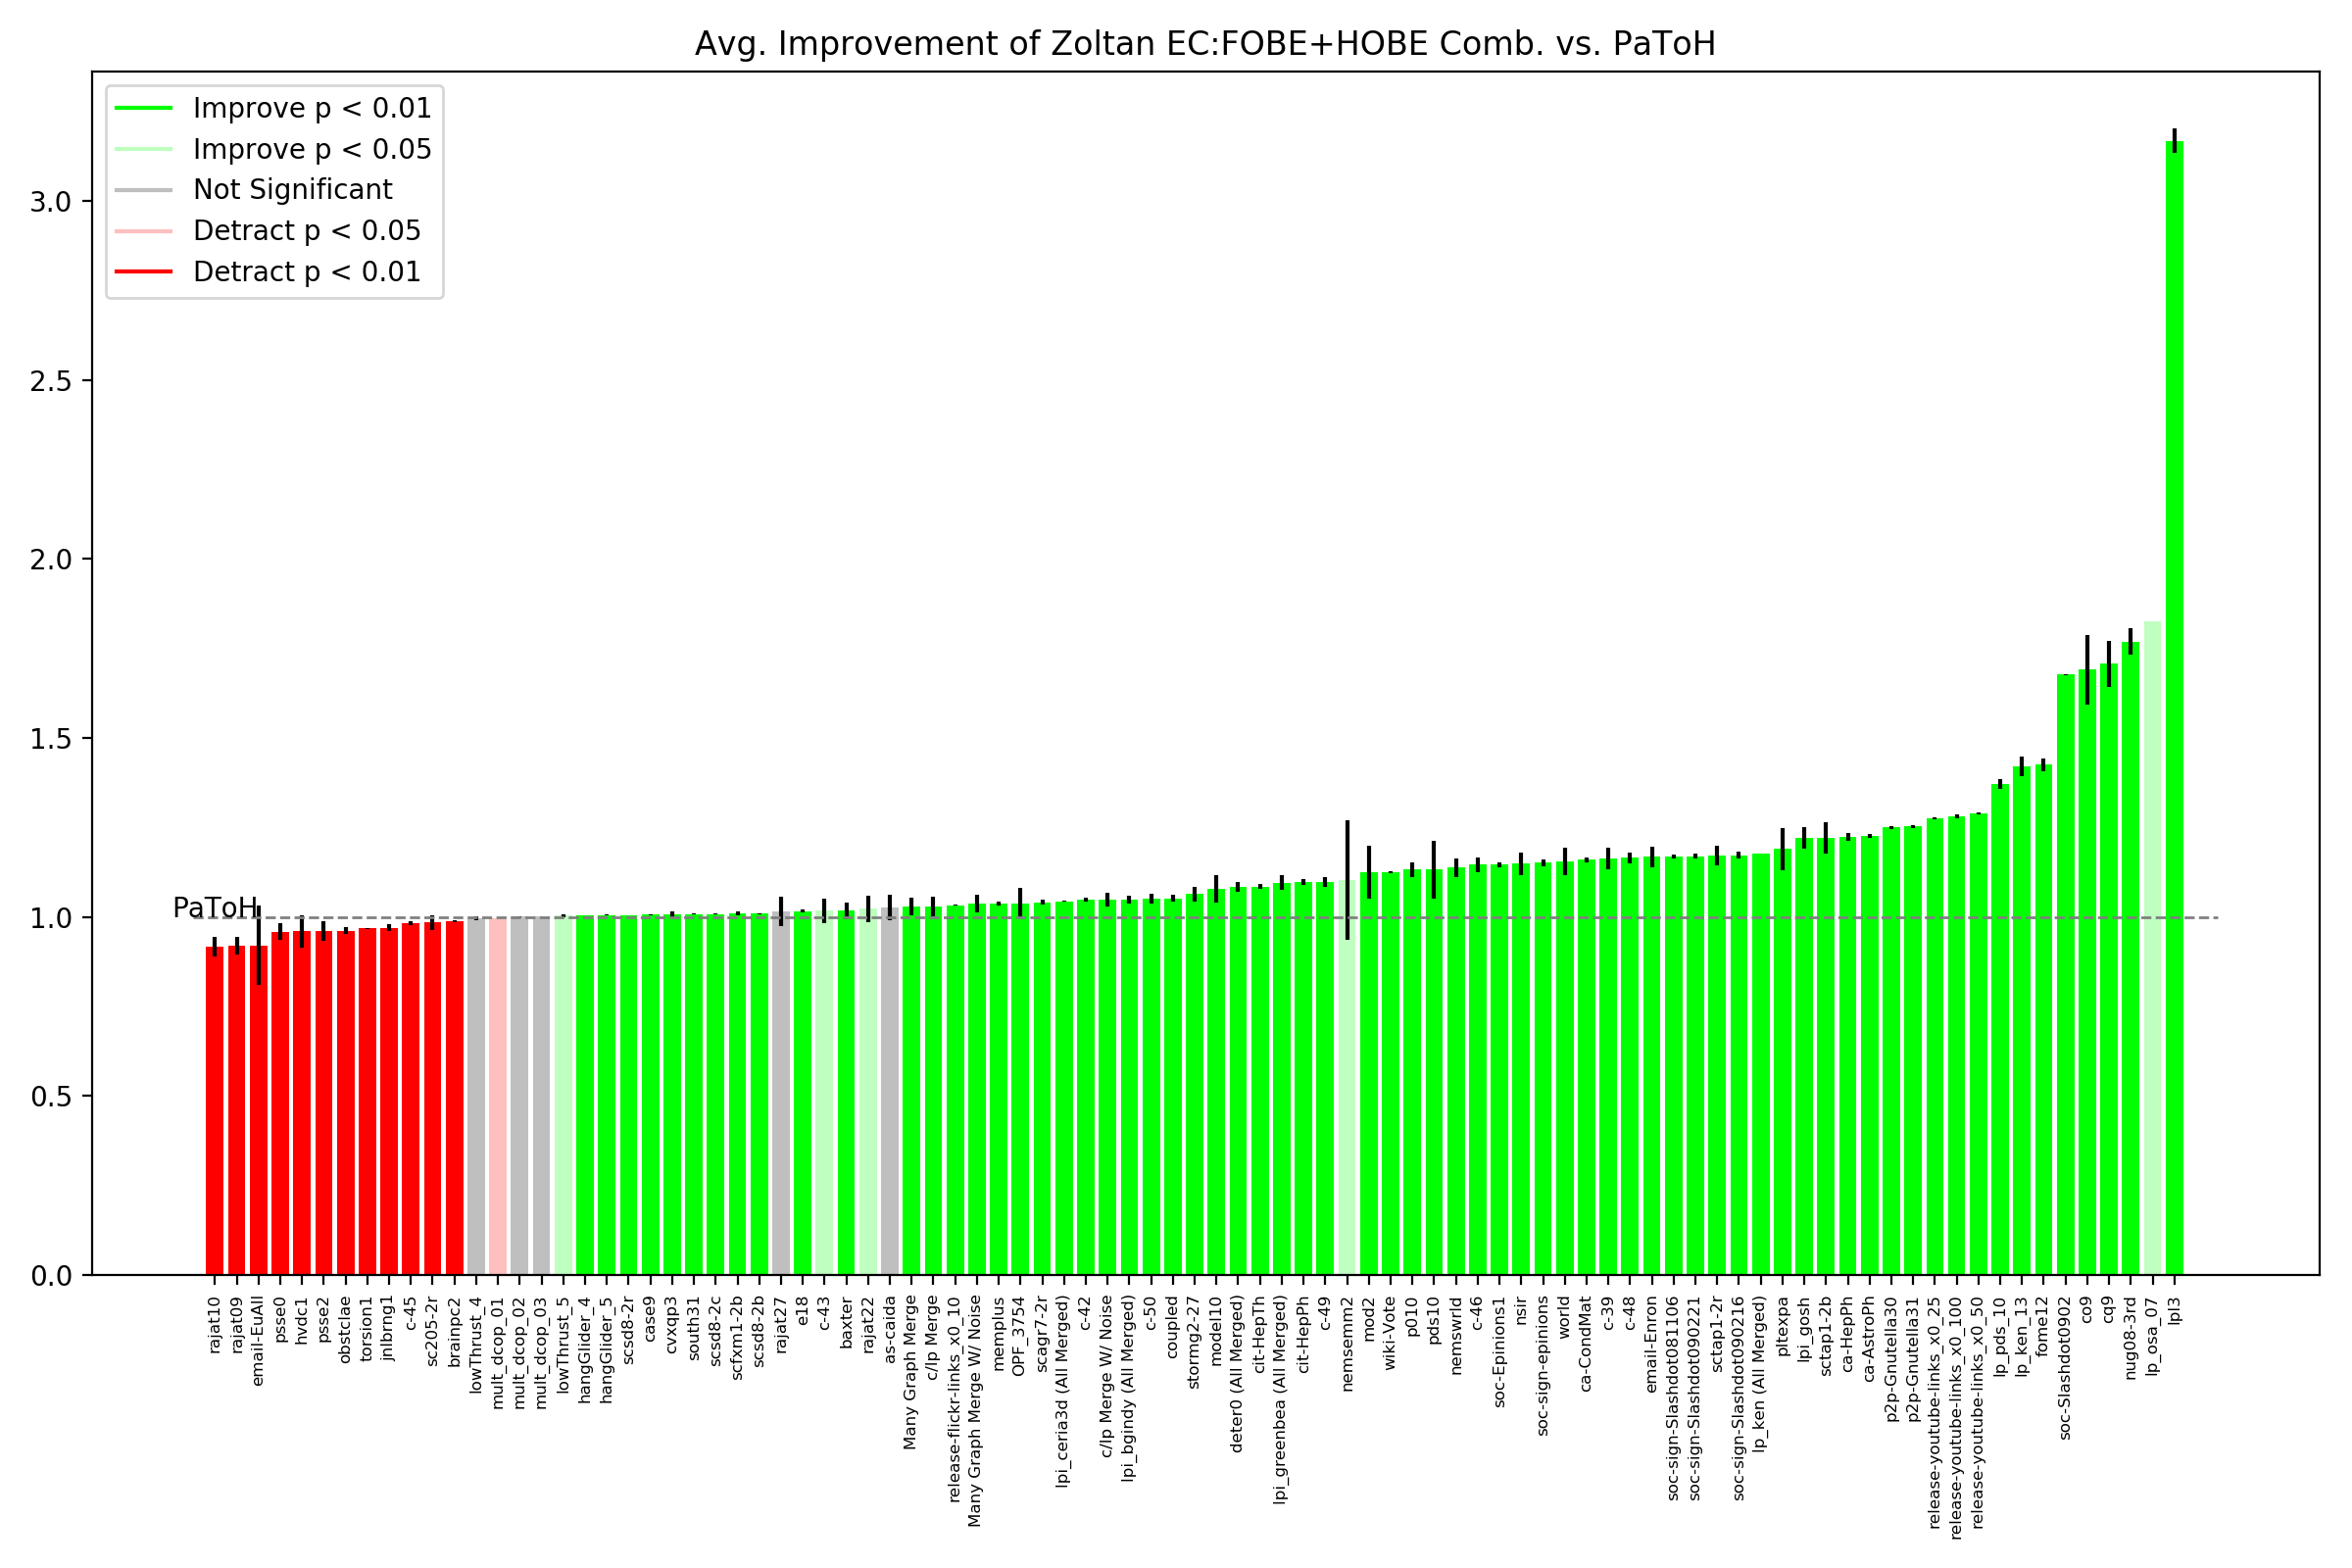 Avg. Improvement of Zoltan EC:FOBE+HOBE Comb. vs. PaToH
Improve p < 0.01
Improve p < 0.05
Not Significant
Detract p < 0.05
Detract p < 0.01
3.0
2.5
2.0
1.5
1.0
0.5
0.0
PaToH
rajat10
rajat09
email-EuAll
psse0
hvdc1
psse2
obstclae
torsion1
jnlbrng1
c-45
sc205-2r
brainpc2
lowThrust_4
mult_dcop_01
mult_dcop_02
mult_dcop_03
lowThrust_5
hangGlider_4
hangGlider_5
scsd8-2r
case9
cvxqp3
south31
scsd8-2c
scfxm1-2b
scsd8-2b
rajat27
e18
c-43
baxter
rajat22
as-caida
Many Graph Merge
c/lp Merge
release-flickr-links_x0_10
Many Graph Merge W/ Noise
memplus
OPF_3754
scagr7-2r
lpi_ceria3d (All Merged)
c-42
c/lp Merge W/ Noise
lpi_bgindy (All Merged)
c-50
coupled
stormg2-27
model10
deter0 (All Merged)
cit-HepTh
lpi_greenbea (All Merged)
cit-HepPh
c-49
nemsemm2
mod2
wiki-Vote
p010
pds10
nemswrld
c-46
soc-Epinions1
nsir
soc-sign-epinions
world
ca-CondMat
c-39
c-48
email-Enron
soc-sign-Slashdot081106
soc-sign-Slashdot090221
sctap1-2r
soc-sign-Slashdot090216
lp_ken (All Merged)
pltexpa
lpi_gosh
sctap1-2b
ca-HepPh
ca-AstroPh
p2p-Gnutella30
p2p-Gnutella31
release-youtube-links_x0_25
release-youtube-links_x0_100
release-youtube-links_x0_50
lp_pds_10
lp_ken_13
fome12
soc-Slashdot0902
co9
cq9
nug08-3rd
lp_osa_07
lpl3